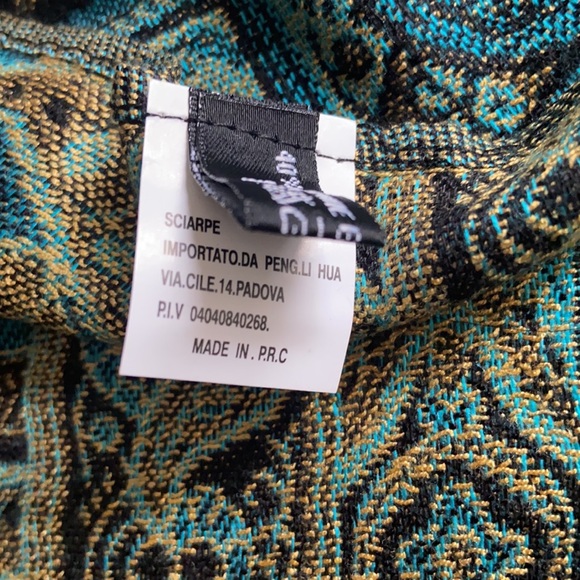 SCIARPE
IMPORTATO.DA PENG.LI HUA
VIA.CILE.14.PADOVA
P.I.V 04040840268.
MADE IN . P.R.C